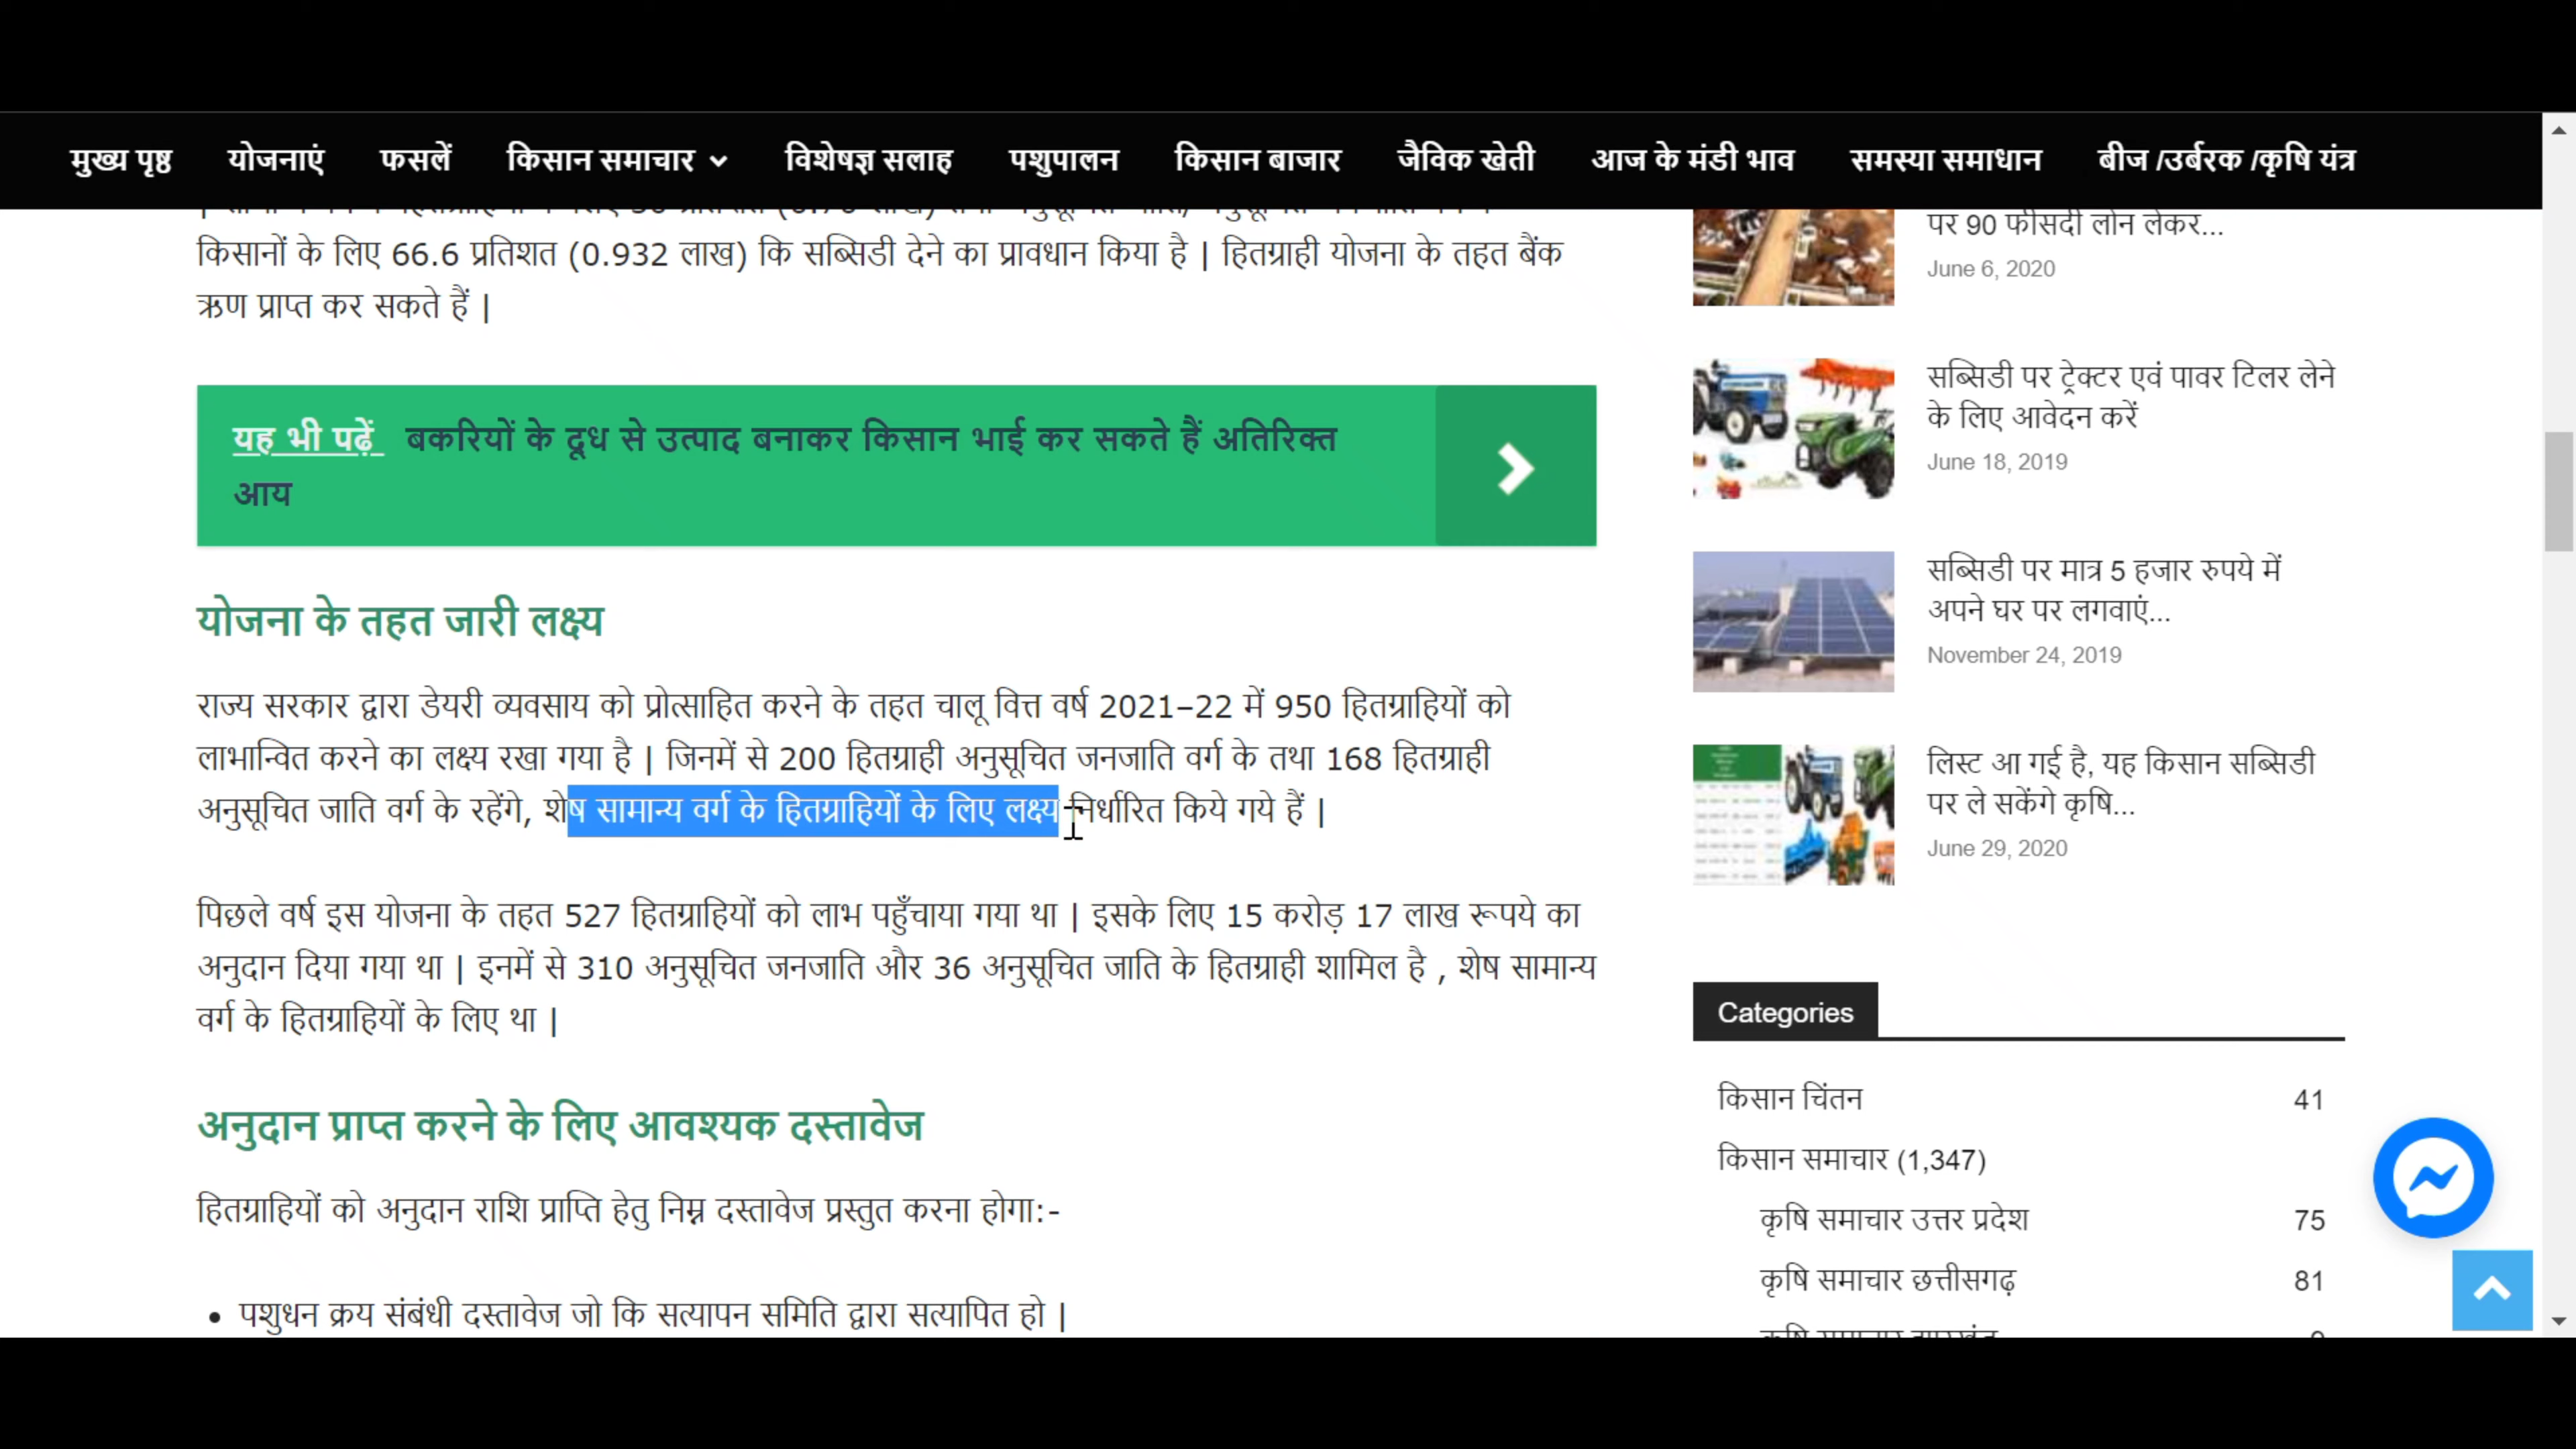 मुख्य पृष्ठ योजनाएं फसलें किसान समाचार विशेषज्ञ सलाह पशुपालन किसान बाजार जैविक खेती आज के मंडी भाव समस्या समाधान बीज /उर्बरक /कृषि यंत्र
किसानों के लिए 66.6 प्रतिशत (0.932 लाख) कि सब्सिडी देने का प्रावधान किया है | हितग्राही योजना के तहत बैंक
ऋण प्राप्त कर सकते हैं |
यह भी पढ़ें बकरियों के दूध से उत्पाद बनाकर किसान भाई कर सकते हैं अतिरिक्त
आय
योजना के तहत जारी लक्ष्य
राज्य सरकार द्वारा डेयरी व्यवसाय को प्रोत्साहित करने के तहत चालू वित्त वर्ष 2021–22 में 950 हितग्राहियों को
लाभान्वित करने का लक्ष्य रखा गया है | जिनमें से 200 हितग्राही अनुसूचित जनजाति वर्ग के तथा 168 हितग्राही
अनुसूचित जाति वर्ग के रहेंगे, शेष सामान्य वर्ग के हितग्राहियों के लिए लक्ष्य निर्धारित किये गये हैं |
पिछले वर्ष इस योजना के तहत 527 हितग्राहियों को लाभ पहुँचाया गया था | इसके लिए 15 करोड़ 17 लाख रूपये का
अनुदान दिया गया था | इनमें से 310 अनुसूचित जनजाति और 36 अनुसूचित जाति के हितग्राही शामिल है , शेष सामान्य
वर्ग के हितग्राहियों के लिए था |
अनुदान प्राप्त करने के लिए आवश्यक दस्तावेज
हितग्राहियों को अनुदान राशि प्राप्ति हेतु निम्न दस्तावेज प्रस्तुत करना होगा:-
• पशुधन क्रय संबंधी दस्तावेज जो कि सत्यापन समिति द्वारा सत्यापित हो |
पर 90 फीसदी लोन लेकर...
June 6, 2020
सब्सिडी पर ट्रेक्टर एवं पावर टिलर लेने
के लिए आवेदन करें
June 18, 2019
सब्सिडी पर मात्र 5 हजार रुपये में
अपने घर पर लगवाएं...
November 24, 2019
लिस्ट आ गई है, यह किसान सब्सिडी
पर ले सकेंगे कृषि...
June 29, 2020
Categories
किसान चिंतन 41
किसान समाचार (1,347)
कृषि समाचार उत्तर प्रदेश 75
कृषि समाचार छत्तीसगढ़ 81